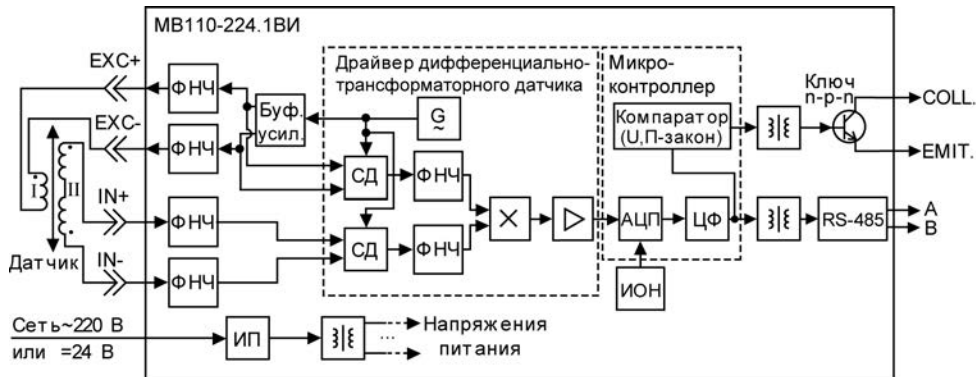 МВ110-224.1ВИ
EXC+
EXC-
IN+
IN-
I
II
Датчик
ФНЧ
ФНЧ
ФНЧ
ФНЧ
Буф.
усил.
Драйвер дифференциально-
трансформаторного датчика
G
~
СД
ФНЧ
СД
ФНЧ
Микро-
контроллер
Компаратор
(U,П-закон)
АЦП
ЦФ
ИОН
Ключ
n-p-n
COLL.
EMIT.
RS-485
A
B
Сеть~220 В
или =24 В
ИП
...
Напряжения
питания